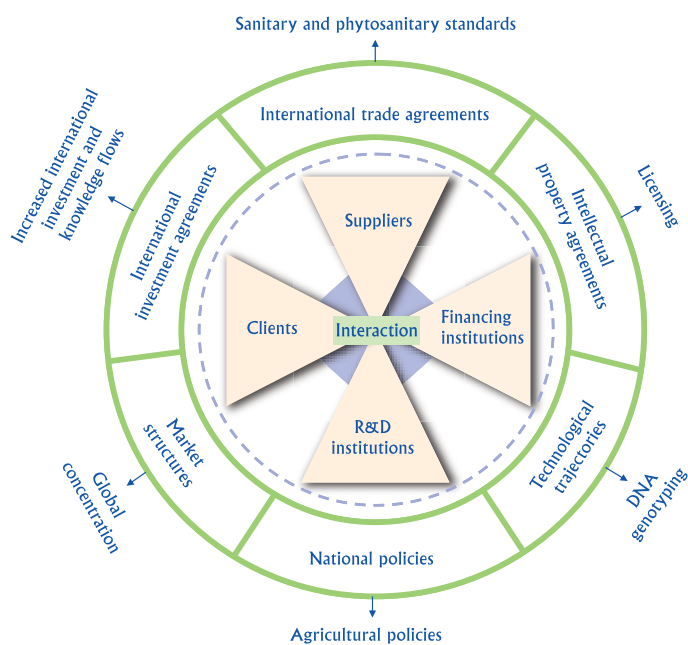 Sanitary and phytosanitary standards
International trade agreements
Increased international
investment and
knowledge flows
International
investment agreements
Intellectual
property agreements
Licensing
Suppliers
Clients
Interaction
Financing
institutions
R&D
institutions
Market
structures
Global
concentration
Technological
trajectories
DNA
genotyping
National policies
Agricultural policies